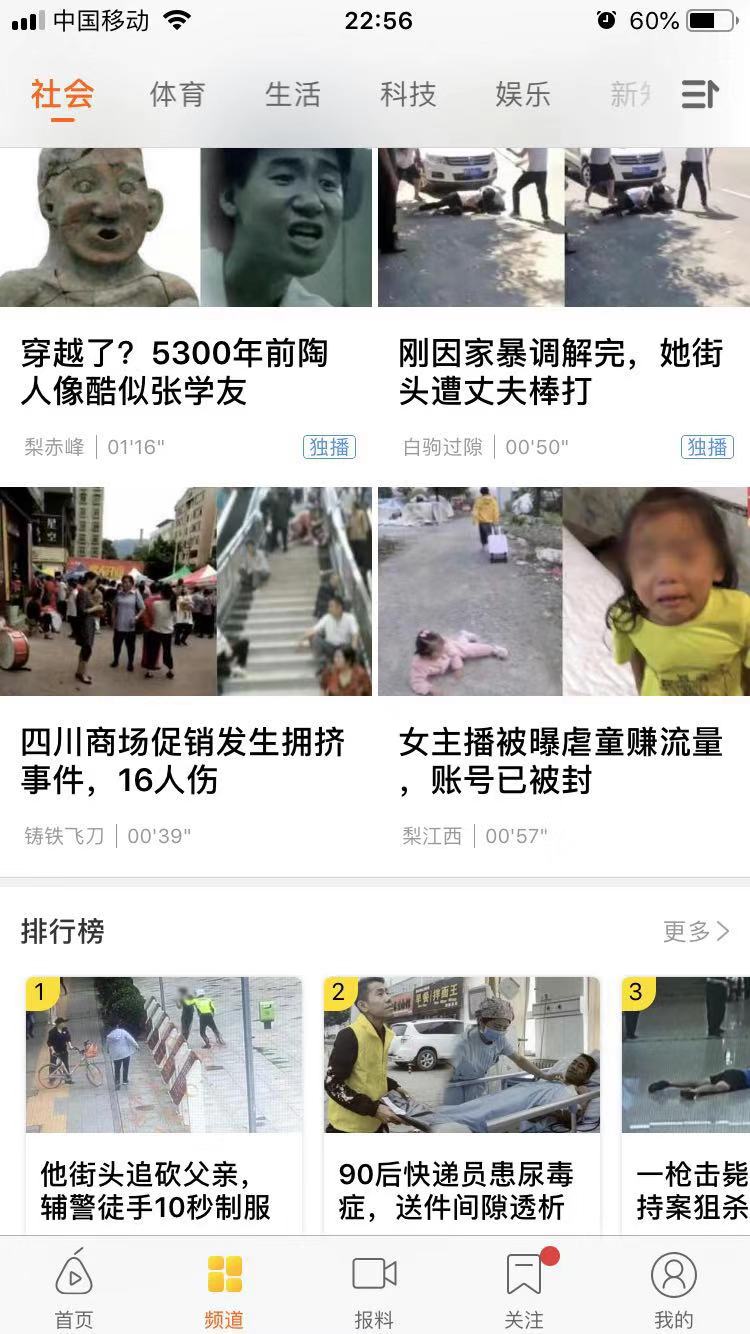 中国移动
22:56
60%
社会
体育
生活
科技
娱乐
穿越了？5300年前陶
人像酷似张学友
梨赤峰
01'16"
独播
刚因家暴调解完，她街
头遭丈夫棒打
白驹过隙
00'50"
独播
四川商场促销发生拥挤
事件，16人伤
铸铁飞刀
00'39"
女主播被曝虐童赚流量
，账号已被封
梨江西
00'57"
排行榜
更多
1
他街头追砍父亲，
辅警徒手10秒制服
2
早餐
拌面王
90后快递员患尿毒
症，送件间隙透析
3
一枪击毙
持案狙杀
首页
频道
报料
关注
我的